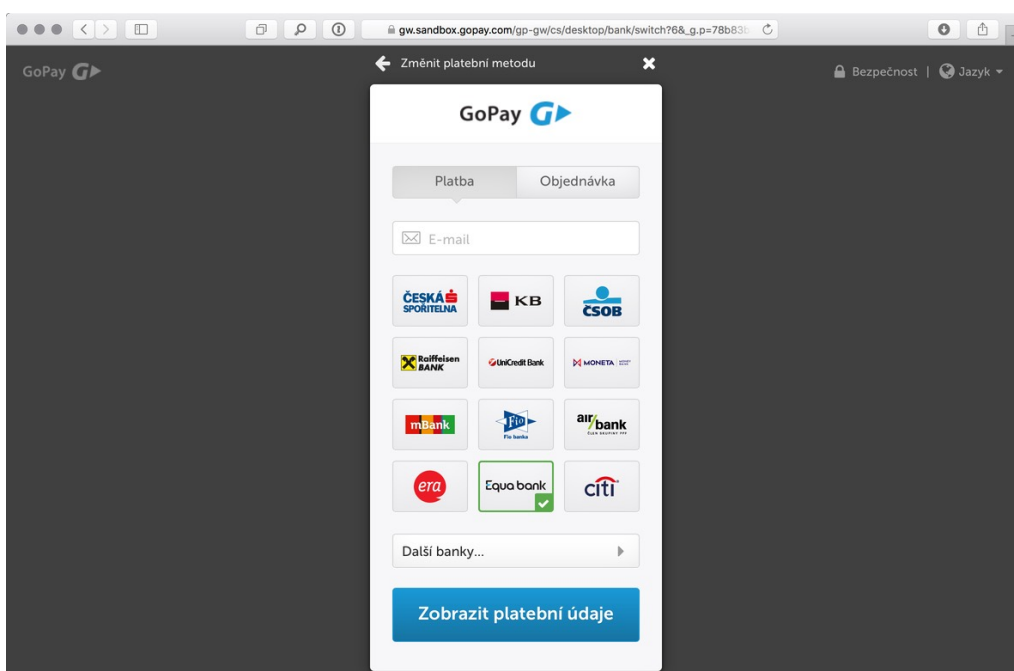 gw.sandbox.gopay.com/gp-gw/cs/desktop/bank/switch?6&_g.p=78b83b
GoPay G
Změnit platební metodu
Bezpečnost | Jazyk
GoPay G
Platba Objednávka
E-mail
ČESKÁ SPOŘITELNA
KB
ČSOB
Raiffeisen BANK
UniCredit Bank
MONETA
mBank
Fio
Fio banka
air bank
era
Equa bank
citi
Další banky...
Zobrazit platební údaje